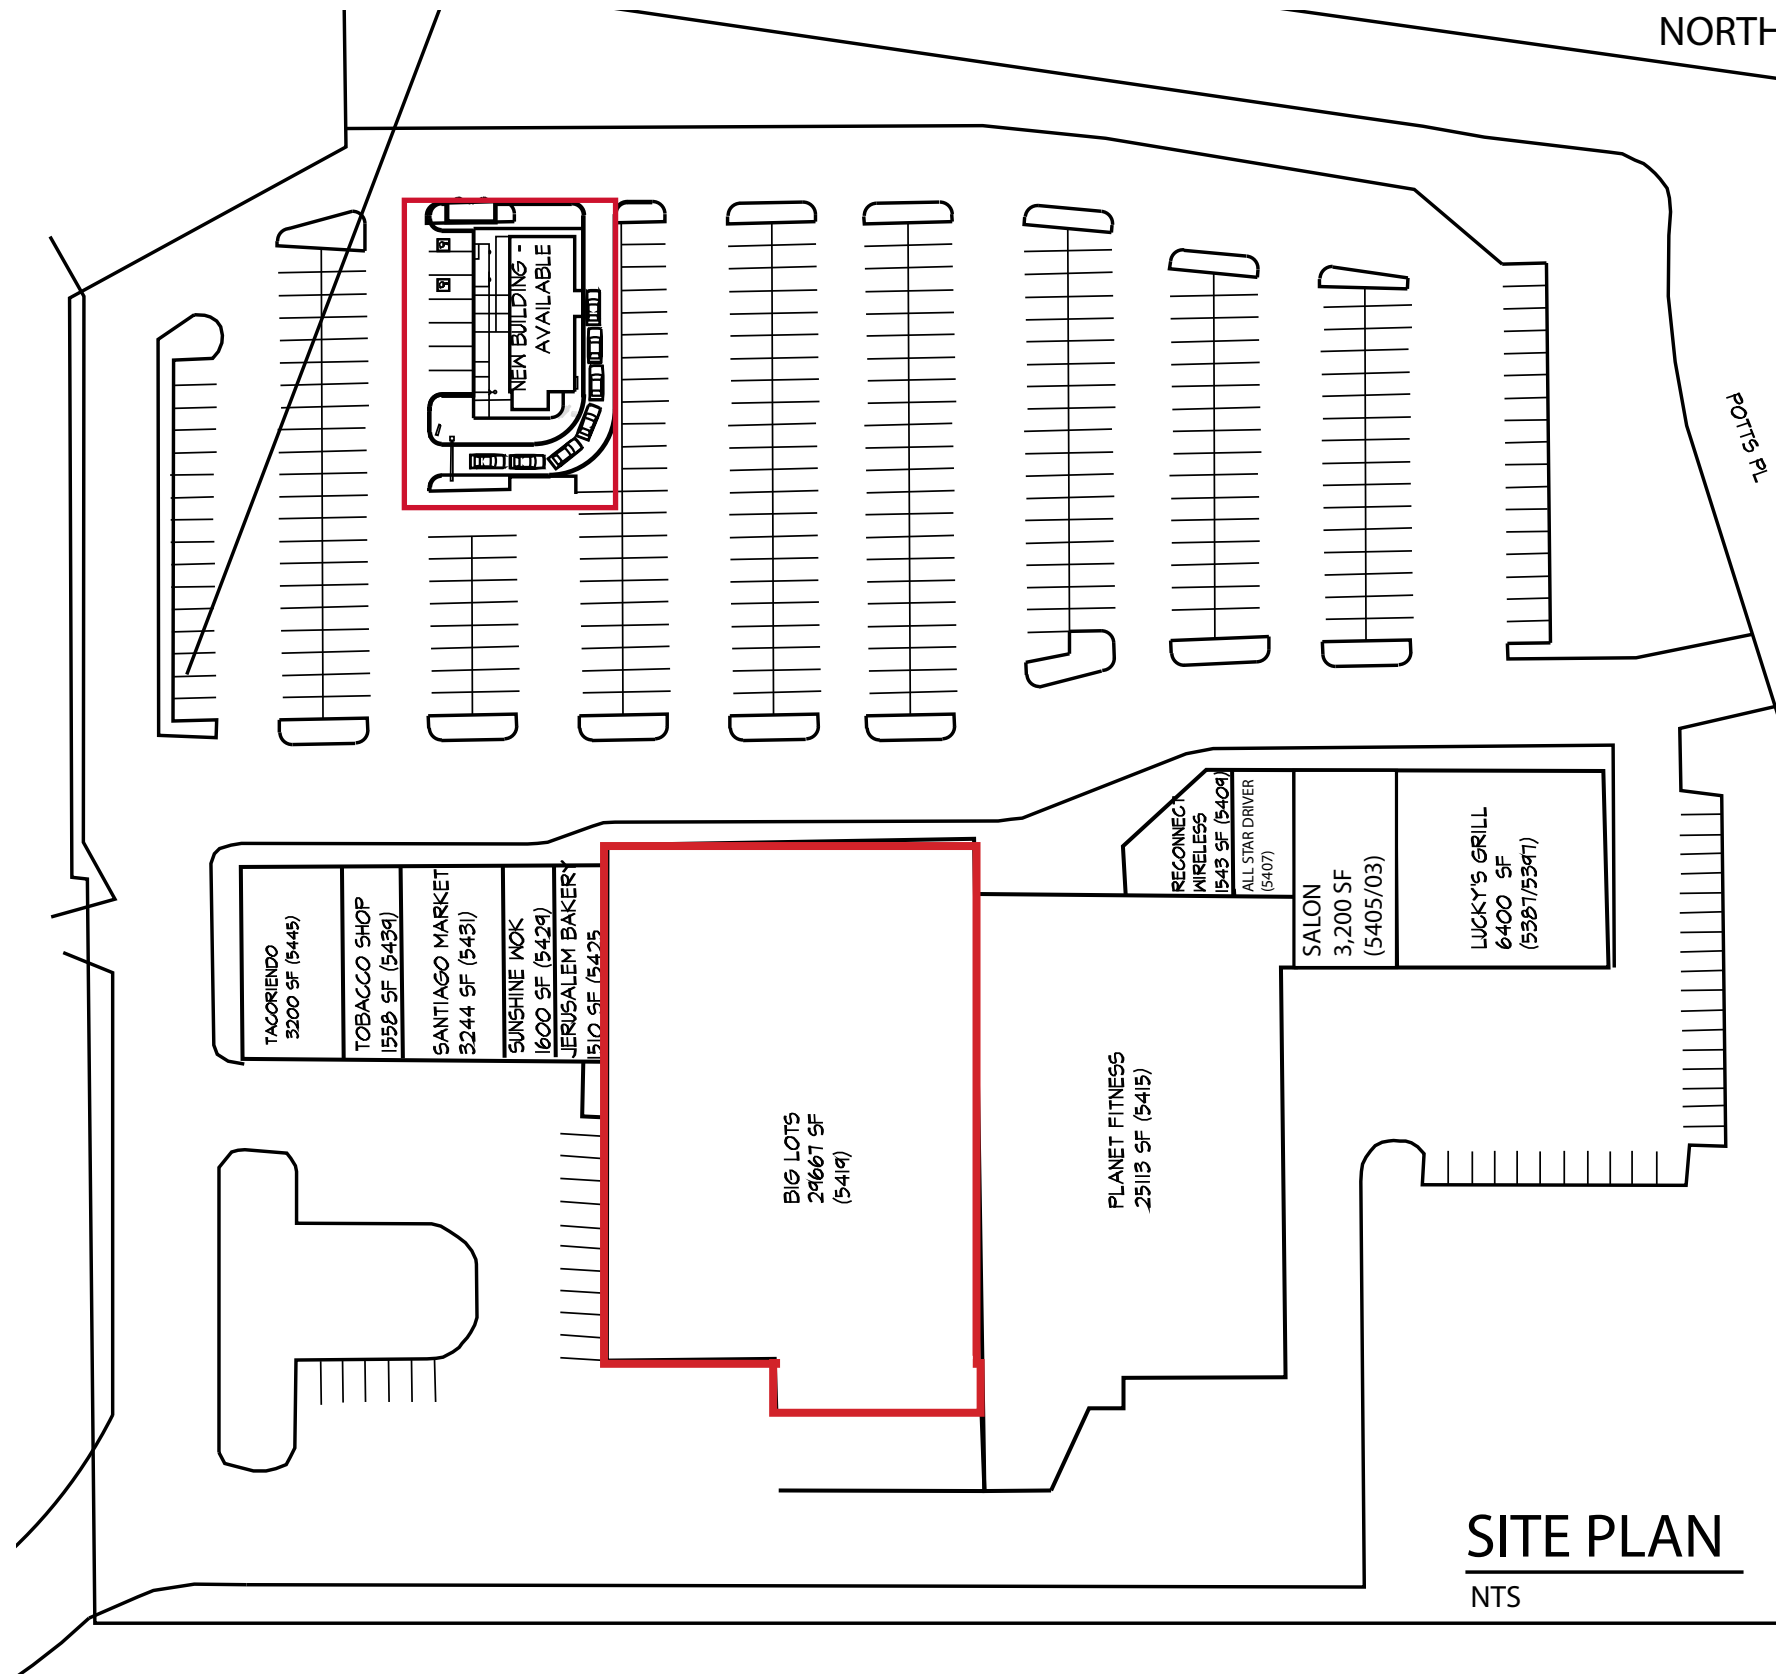 NORTH
NEW BUILDING -
AVAILABLE
POTTS PL
RECONNECT
WIRELESS
1543 SF (5409)
ALL STAR DRIVER
(5407)
SALON
3,200 SF
(5405/03)
LUCKY'S GRILL
6400 SF
(5387/5397)
TACORIENDO
3200 SF (5445)
TOBACCO SHOP
1558 SF (5439)
SANTIAGO MARKET
3244 SF (5431)
SUNSHINE WOK
1600 SF (5429)
JERUSALEM BAKERY
1510 SF (5425
BIG LOTS
29667 SF
(5419)
PLANET FITNESS
25113 SF (5415)
SITE PLAN
NTS